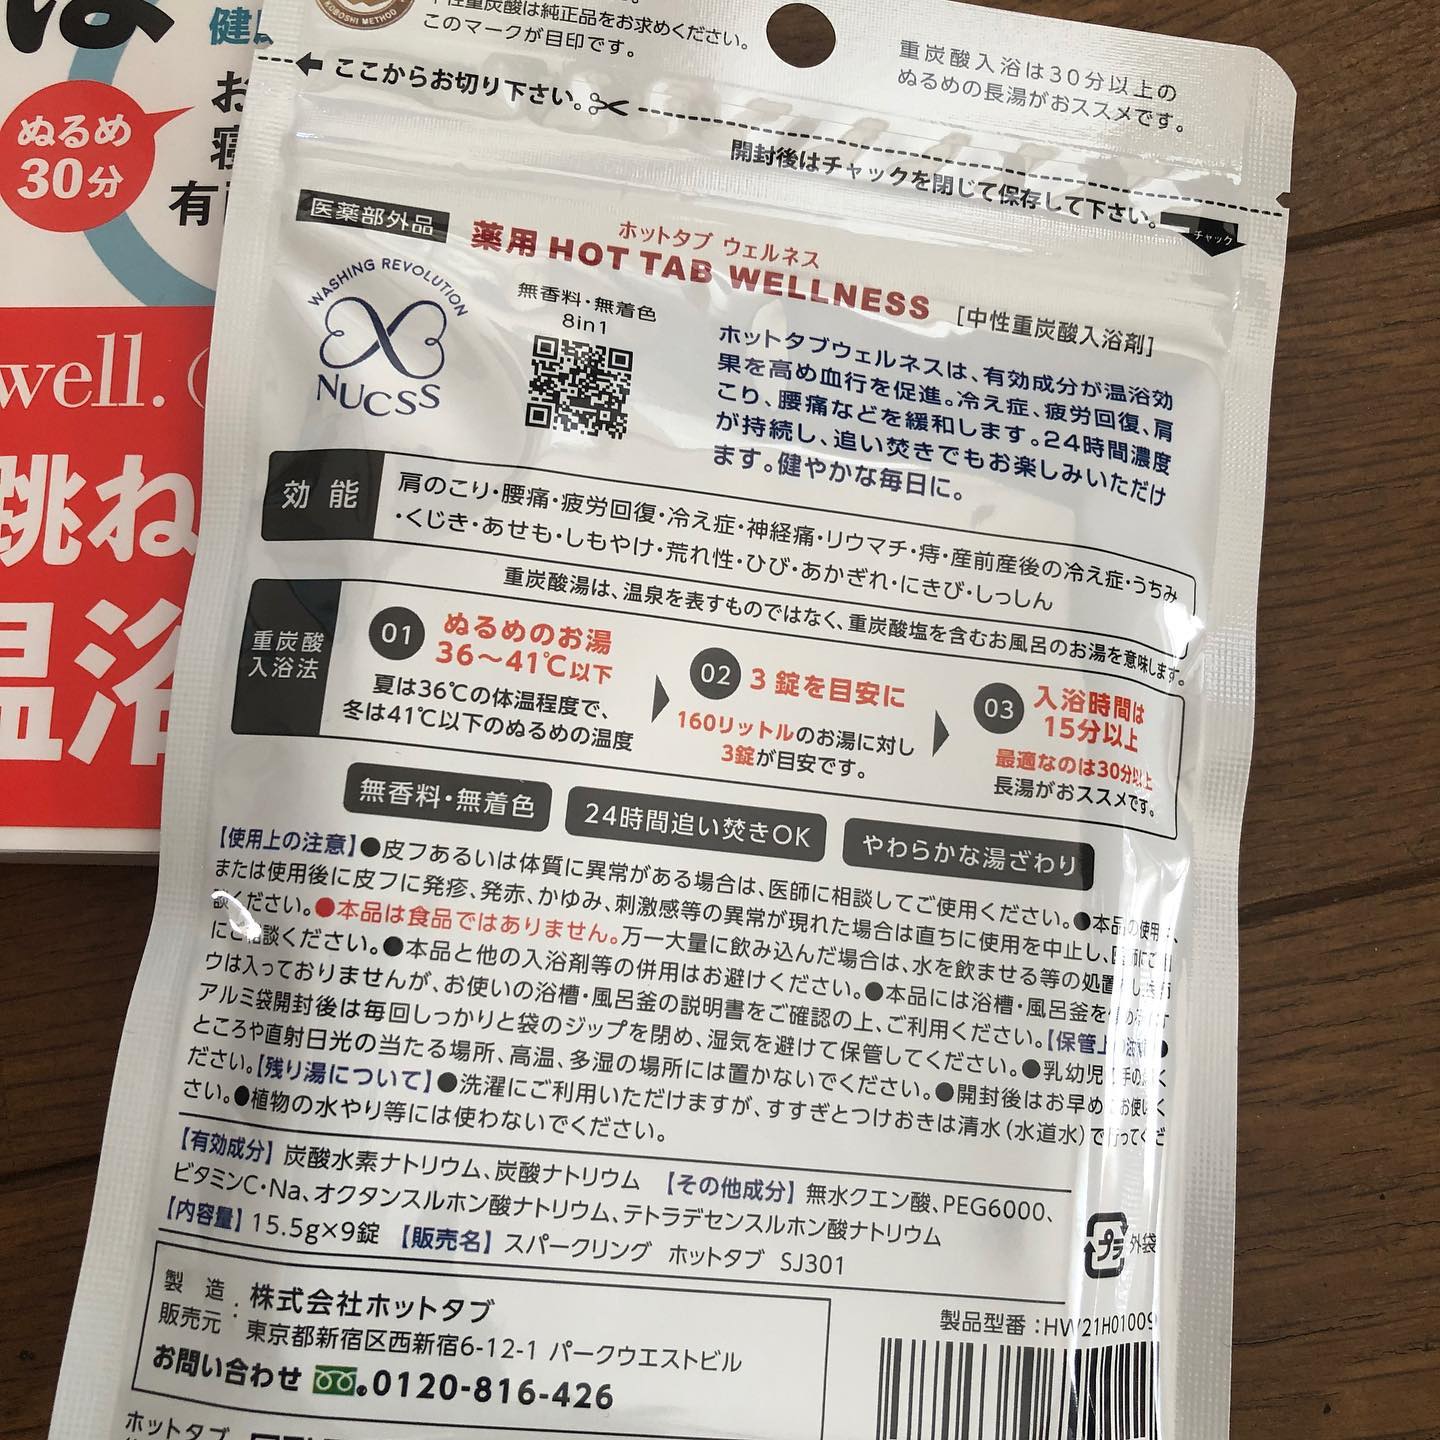 KOBOSHI METHOD
中性重炭酸は純正品をお求めください。
このマークが目印です。
重炭酸入浴は30分以上の
ぬるめの長湯がおススメです。
ここからお切り下さい。
開封後はチャックを閉じて保存して下さい。
チャック
健
ぬるめ
30分
well.
跳ね
温浴
医薬部外品
ホットタブ ウェルネス
薬用 HOT TAB WELLNESS [中性重炭酸入浴剤]
WASHING REVOLUTION
NUCSS
無香料・無着色
8in1
ホットタブウェルネスは、有効成分が温浴効
果を高め血行を促進。冷え症、疲労回復、肩
こり、腰痛などを緩和します。24時間濃度
が持続し、追い焚きでもお楽しみいただけ
ます。健やかな毎日に。
効能
肩のこり・腰痛・疲労回復・冷え症・神経痛・リウマチ・痔・産前産後の冷え症・うちみ
・くじき・あせも・しもやけ・荒れ性・ひび・あかぎれ・にきび・しっしん
重炭酸湯は、温泉を表すものではなく、重炭酸塩を含むお風呂のお湯を意味します。
重炭酸
入浴法
01 ぬるめのお湯
36〜41℃以下
夏は36℃の体温程度で、
冬は41℃以下のぬるめの温度
02 3錠を目安に
160リットルのお湯に対し
3錠が目安です。
03 入浴時間は
15分以上
最適なのは30分以上
長湯がおススメです。
無香料・無着色
24時間追い焚きOK
やわらかな湯ざわり
【使用上の注意】●皮フあるいは体質に異常がある場合は、医師に相談してご使用ください。●本品の使用中、
または使用後に皮フに発疹、発赤、かゆみ、刺激感等の異常が現れた場合は直ちに使用を中止し、医師にご相
談ください。●本品は食品ではありません。万一大量に飲み込んだ場合は、水を飲ませる等の処置をし医師
にご相談ください。●本品と他の入浴剤等の併用はお避けください。●本品には浴槽・風呂釜をいためるイオ
ウは入っておりませんが、お使いの浴槽・風呂釜の説明書をご確認の上、ご利用ください。【保管上の注意】●
アルミ袋開封後は毎回しっかりと袋のジップを閉め、湿気を避けて保管してください。●乳幼児の手の届く
ところや直射日光の当たる場所、高温、多湿の場所には置かないでください。●開封後はお早めにお使いく
ださい。【残り湯について】●洗濯にご利用いただけますが、すすぎとつけおきは清水(水道水)で行ってくだ
さい。●植物の水やり等には使わないでください。
【有効成分】炭酸水素ナトリウム、炭酸ナトリウム 【その他成分】無水クエン酸、PEG6000、
ビタミンC・Na、オクタンスルホン酸ナトリウム、テトラデセンスルホン酸ナトリウム
【内容量】15.5g×9錠 【販売名】スパークリング ホットタブ SJ301
プラ 外袋
製造
販売元 : 株式会社ホットタブ
東京都新宿区西新宿6-12-1 パークウエストビル
お問い合わせ 0120-816-426
製品型番:HW21H01009
ホットタブ